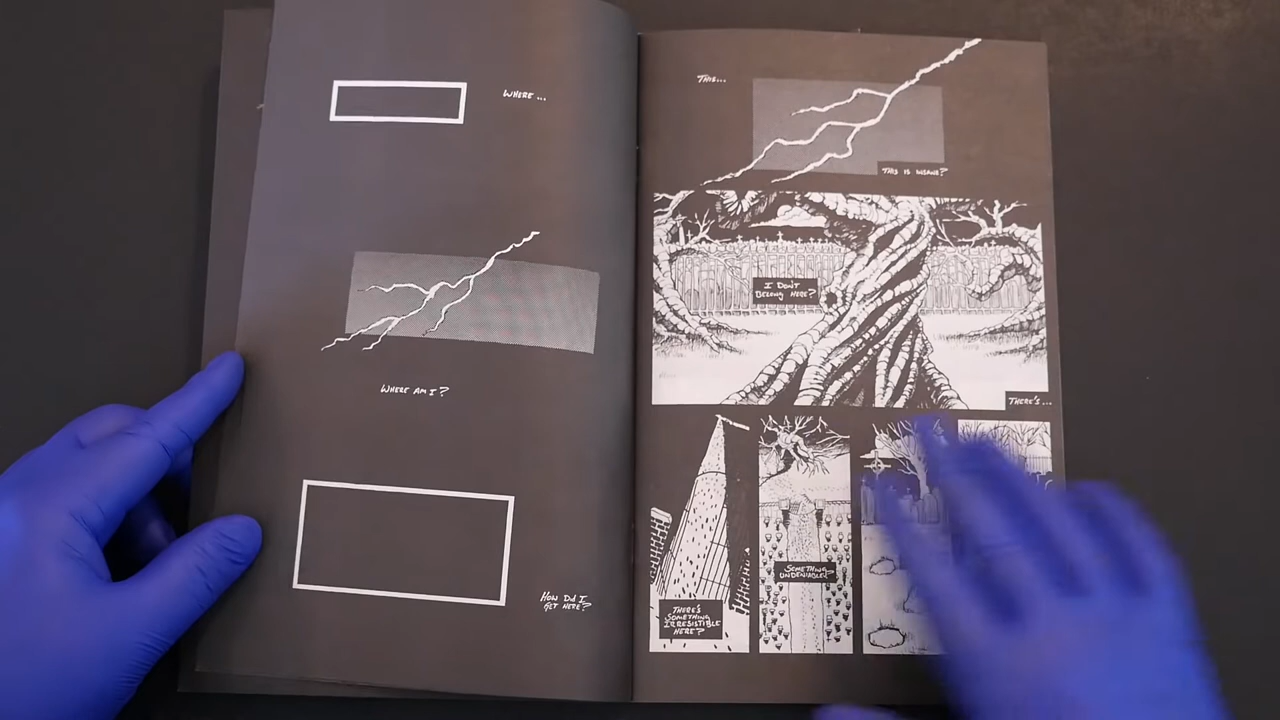 WHERE ...
WHERE AM I?
HOW DID I
GET HERE?
THIS...
THIS IS INSANE?
I DON'T
BELONG HERE?
THERE'S...
THERE'S
SOMETHING
IRRESISTIBLE
HERE?
SOMETHING
UNDENIABLE?